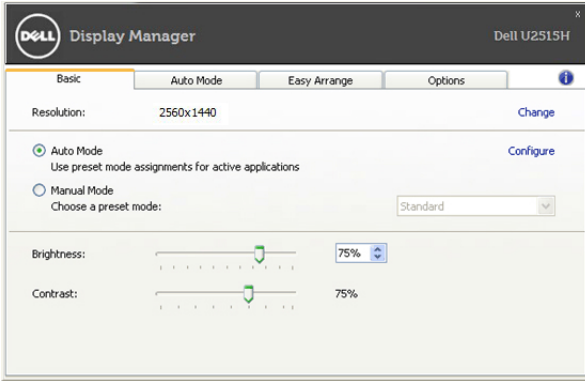 DELL Display Manager Dell U2515H x
Basic Auto Mode Easy Arrange Options i
Resolution: 2560x1440 Change
Auto Mode Configure
Use preset mode assignments for active applications
Manual Mode
Choose a preset mode: Standard
Brightness: 75%
Contrast: 75%